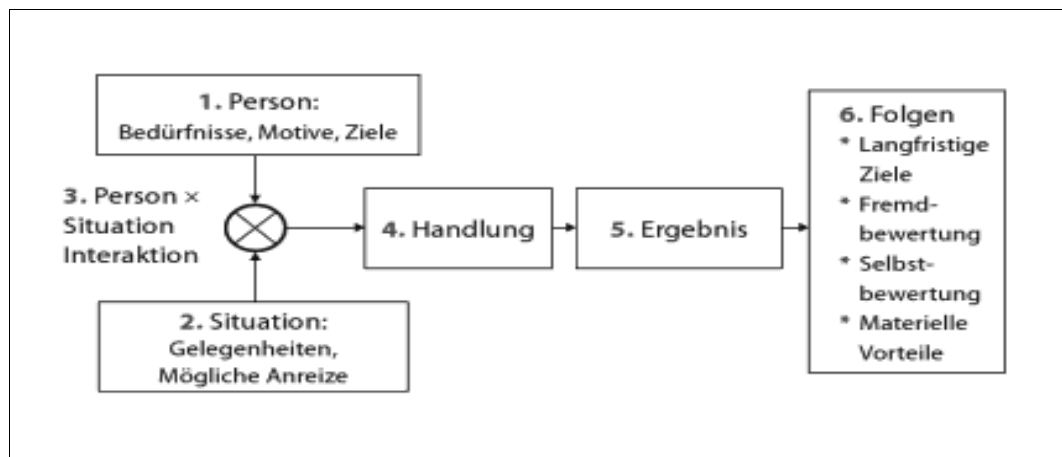 1. Person:
Bedürfnisse, Motive, Ziele
3. Person ×
Situation
Interaktion
2. Situation:
Gelegenheiten,
Mögliche Anreize
4. Handlung
5. Ergebnis
6. Folgen
* Langfristige
Ziele
* Fremd-
bewertung
* Selbst-
bewertung
* Materielle
Vorteile